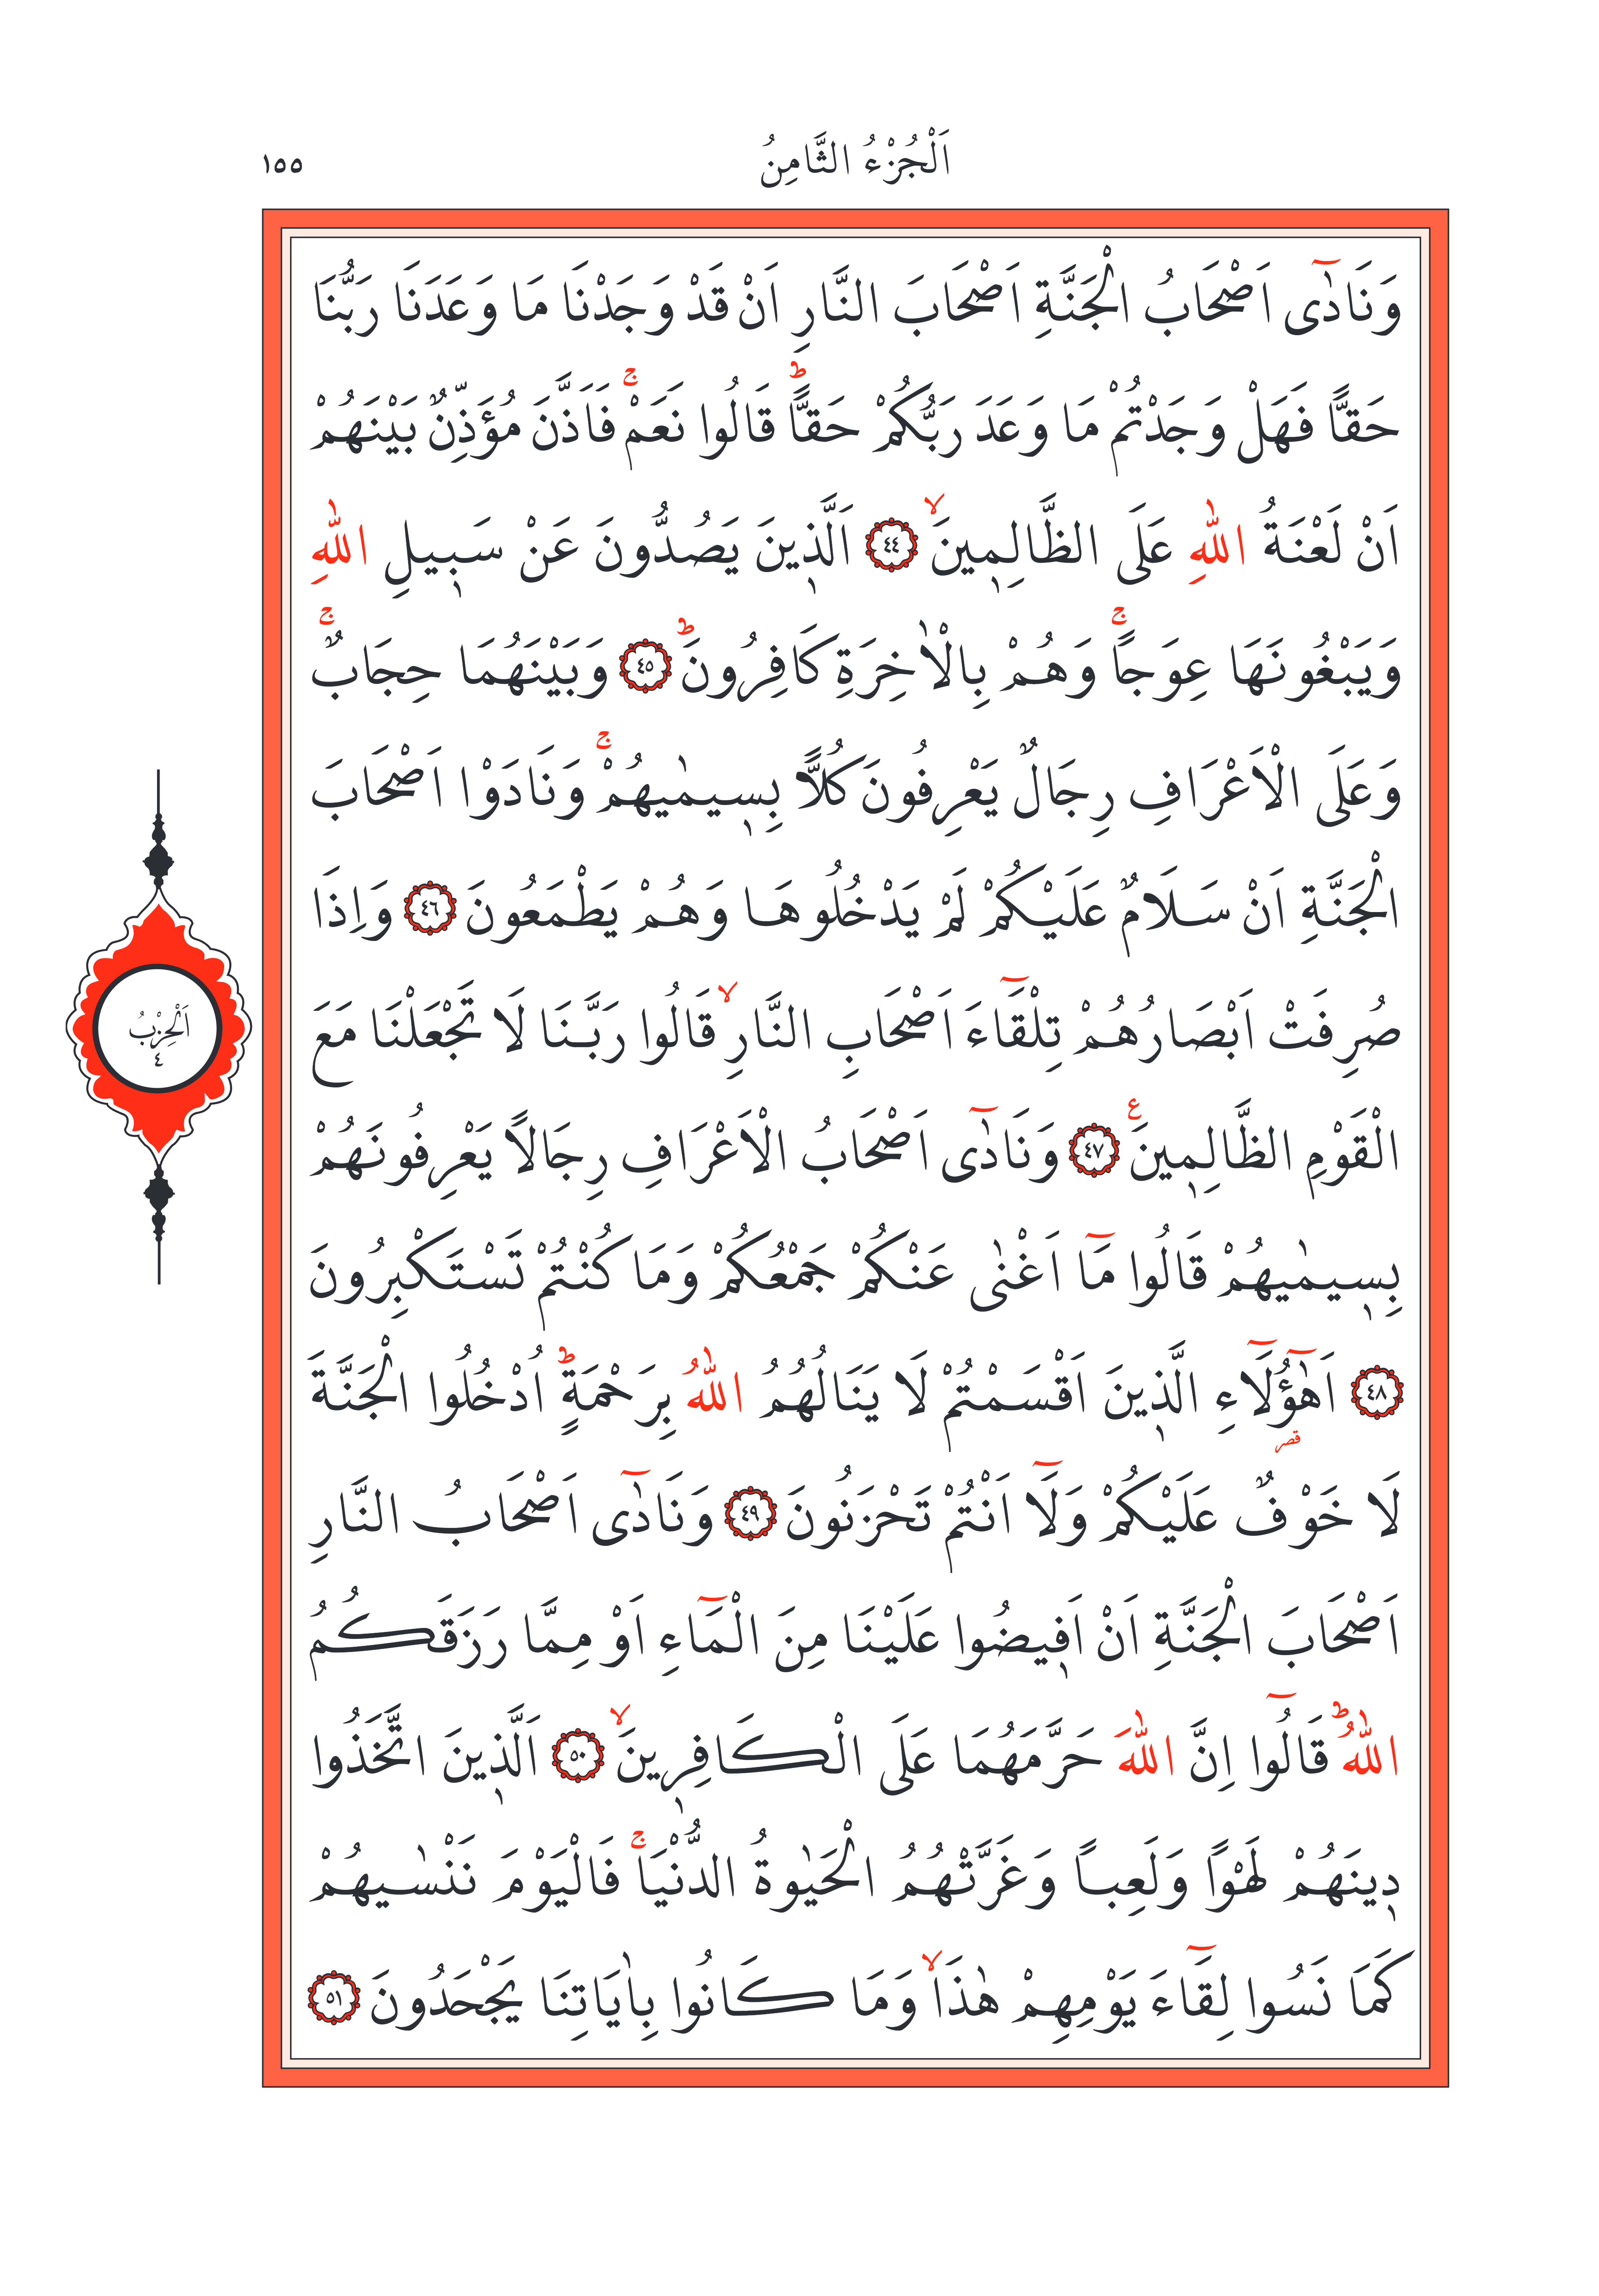 اَلْجُزْءُ الثَّامِنُ
١٥٥
وَنَادٰٓى اَصْحَابُ الْجَنَّةِ اَصْحَابَ النَّارِ اَنْ قَدْ وَجَدْنَا مَا وَعَدَنَا رَبُّنَا
حَقًّا فَهَلْ وَجَدْتُمْ مَا وَعَدَ رَبُّكُمْ حَقًّاۜ قَالُوا نَعَمْۚ فَاَذَّنَ مُؤَذِّنٌ بَيْنَهُمْ
اَنْ لَعْنَةُ اللّٰهِ عَلَى الظَّالِم۪ينَۙ ٤٤ اَلَّذ۪ينَ يَصُدُّونَ عَنْ سَب۪يلِ اللّٰهِ
وَيَبْغُونَهَا عِوَجًاۚ وَهُمْ بِالْاٰخِرَةِ كَافِرُونَۜ ٤٥ وَبَيْنَهُمَا حِجَابٌۚ
وَعَلَى الْاَعْرَافِ رِجَالٌ يَعْرِفُونَ كُلًّا بِس۪يمٰيهُمْۚ وَنَادَوْا اَصْحَابَ
الْجَنَّةِ اَنْ سَلَامٌ عَلَيْكُمْ لَمْ يَدْخُلُوهَا وَهُمْ يَطْمَعُونَ ٤٦ وَاِذَا
صُرِفَتْ اَبْصَارُهُمْ تِلْقَٓاءَ اَصْحَابِ النَّارِۙ قَالُوا رَبَّنَا لَا تَجْعَلْنَا مَعَ
الْقَوْمِ الظَّالِم۪ينَ۟ ٤٧ وَنَادٰٓى اَصْحَابُ الْاَعْرَافِ رِجَالًا يَعْرِفُونَهُمْ
بِس۪يمٰيهُمْ قَالُوا مَٓا اَغْنٰى عَنْكُمْ جَمْعُكُمْ وَمَا كُنْتُمْ تَسْتَكْبِرُونَ
٤٨ اَهٰٓؤُ۬لَٓاءِ الَّذ۪ينَ اَقْسَمْتُمْ لَا يَنَالُهُمُ اللّٰهُ بِرَحْمَةٍۜ اُدْخُلُوا الْجَنَّةَ
قصر
لَا خَوْفٌ عَلَيْكُمْ وَلَٓا اَنْتُمْ تَحْزَنُونَ ٤٩ وَنَادٰٓى اَصْحَابُ النَّارِ
اَصْحَابَ الْجَنَّةِ اَنْ اَف۪يضُوا عَلَيْنَا مِنَ الْمَٓاءِ اَوْ مِمَّا رَزَقَكُمُ
اللّٰهُۜ قَالُٓوا اِنَّ اللّٰهَ حَرَّمَهُمَا عَلَى الْكَافِر۪ينَۙ ٥٠ اَلَّذ۪ينَ اتَّخَذُوا
د۪ينَهُمْ لَهْوًا وَلَعِبًا وَغَرَّتْهُمُ الْحَيٰوةُ الدُّنْيَاۚ فَالْيَوْمَ نَنْسٰيهُمْ
كَمَا نَسُوا لِقَٓاءَ يَوْمِهِمْ هٰذَاۙ وَمَا كَانُوا بِاٰيَاتِنَا يَجْحَدُونَ ٥١
اَلْحِزْبُ
٤